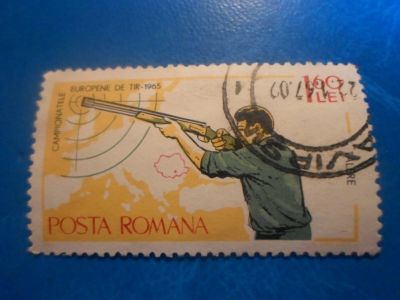 CAMPIONATELE EUROPENE DE TIR-1965
1,60
LEI
POSTA ROMANA